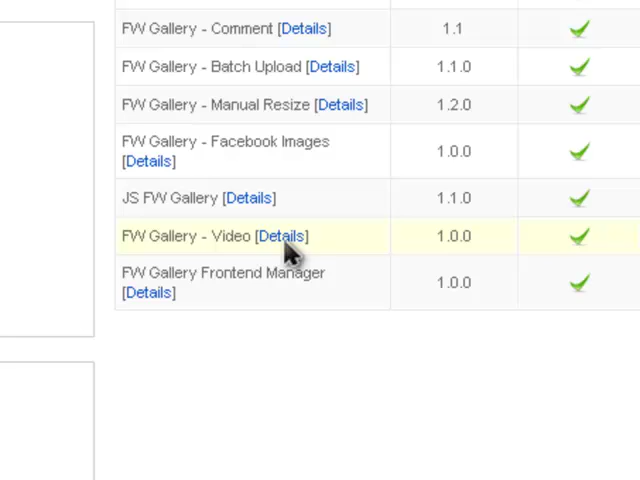 FW Gallery - Comment [Details] 1.1
FW Gallery - Batch Upload [Details] 1.1.0
FW Gallery - Manual Resize [Details] 1.2.0
FW Gallery - Facebook Images
[Details] 1.0.0
JS FW Gallery [Details] 1.1.0
FW Gallery - Video [Details] 1.0.0
FW Gallery Frontend Manager
[Details] 1.0.0